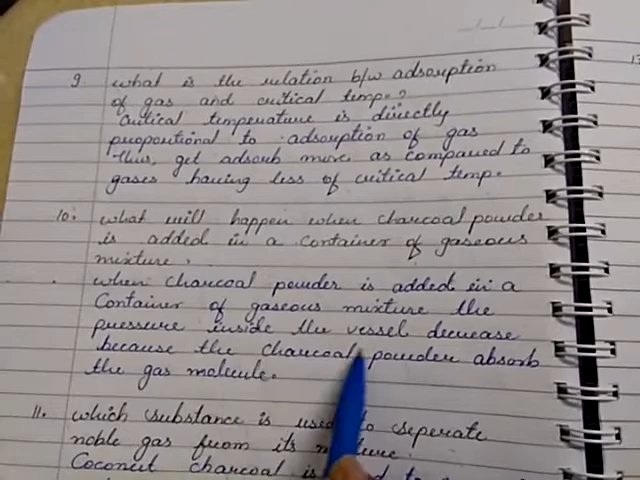 9. what is the relation b/w adsorption
of gas and critical temp.?
Critical temperature is directly
proportional to adsorption of gas
thus, get adsorb more as compared to
gases having less of critical temp.
10. what will happen when charcoal powder
is added in a container of gaseous
mixture.
when charcoal powder is added in a
Container of gaseous mixture the
pressure inside the vessel decrease
because the charcoal powder absorb
the gas molecule.
11. which substance is used to seperate
noble gas from its mixture.
Coconut charcoal is